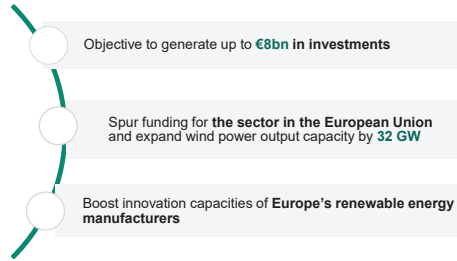 Objective to generate up to €8bn in investments
Spur funding for the sector in the European Union
and expand wind power output capacity by 32 GW
Boost innovation capacities of Europe’s renewable energy
manufacturers